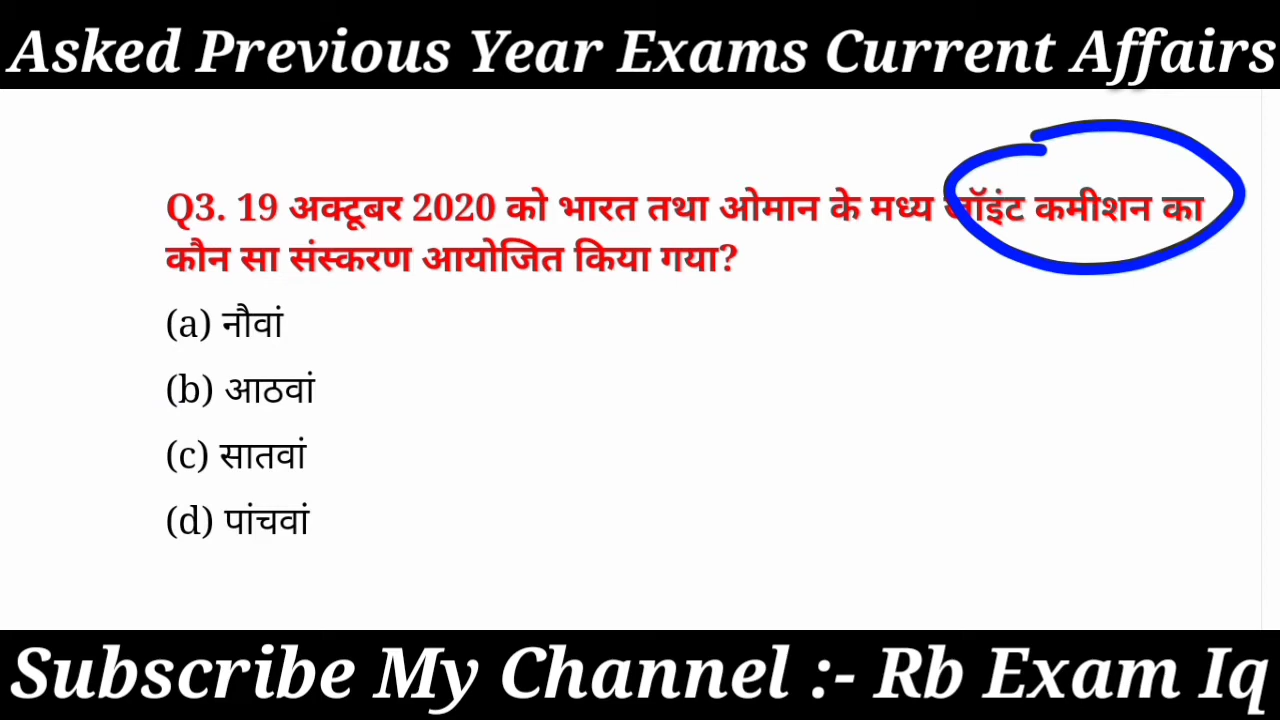 Asked Previous Year Exams Current Affairs
Q3. 19 अक्टूबर 2020 को भारत तथा ओमान के मध्य जॉइंट कमीशन का
कौन सा संस्करण आयोजित किया गया?
(a) नौवां
(b) आठवां
(c) सातवां
(d) पांचवां
Subscribe My Channel :- Rb Exam Iq